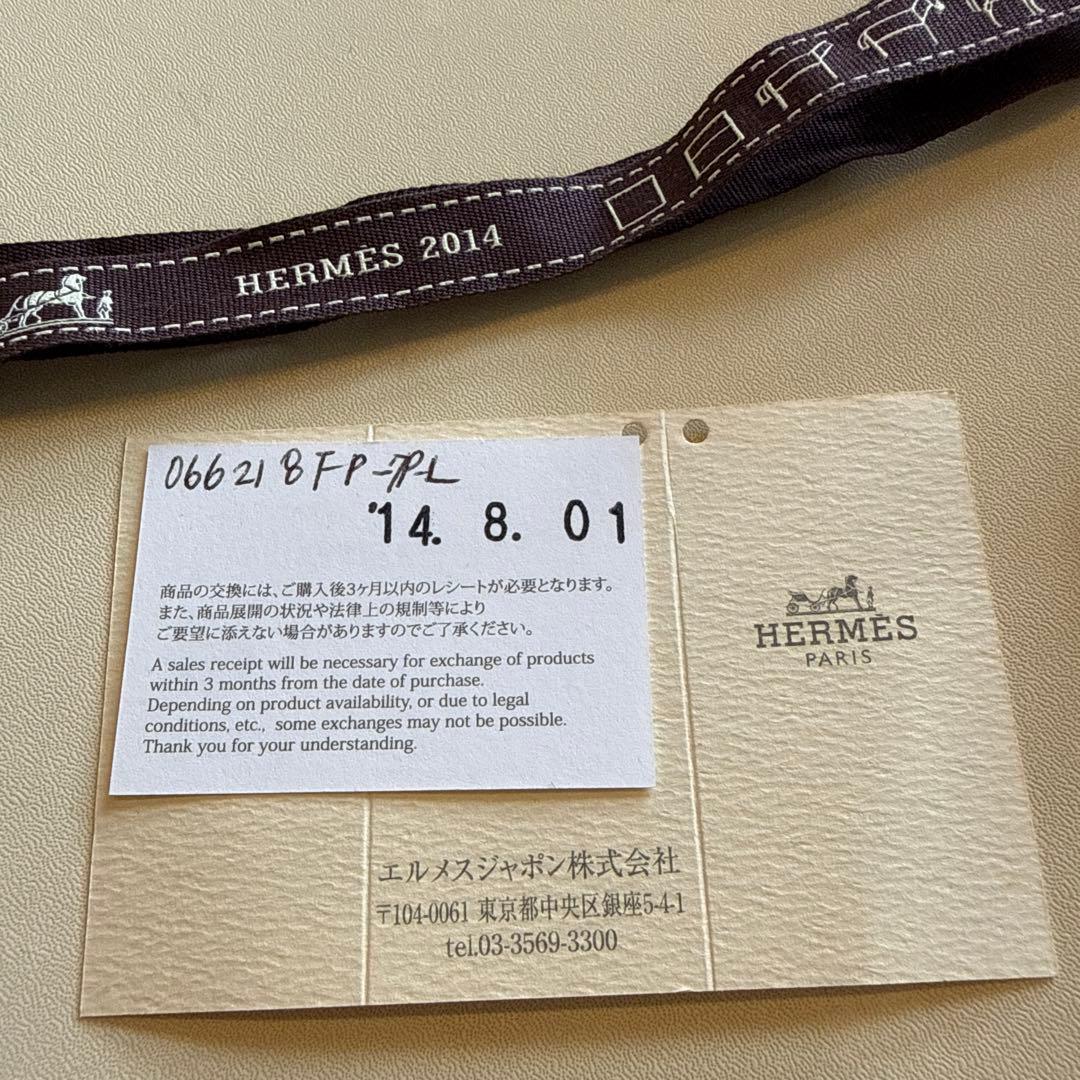 HERMÈS 2014
066218FP-7P-L
'14. 8. 01
商品の交換には、ご購入後3ヶ月以内のレシートが必要となります。
また、商品展開の状況や法律上の規制等により
ご要望に添えない場合がありますのでご了承ください。
A sales receipt will be necessary for exchange of products
within 3 months from the date of purchase.
Depending on product availability, or due to legal
conditions, etc., some exchanges may not be possible.
Thank you for your understanding.
HERMÈS
PARIS
エルメスジャポン株式会社
〒104-0061 東京都中央区銀座5-4-1
tel.03-3569-3300